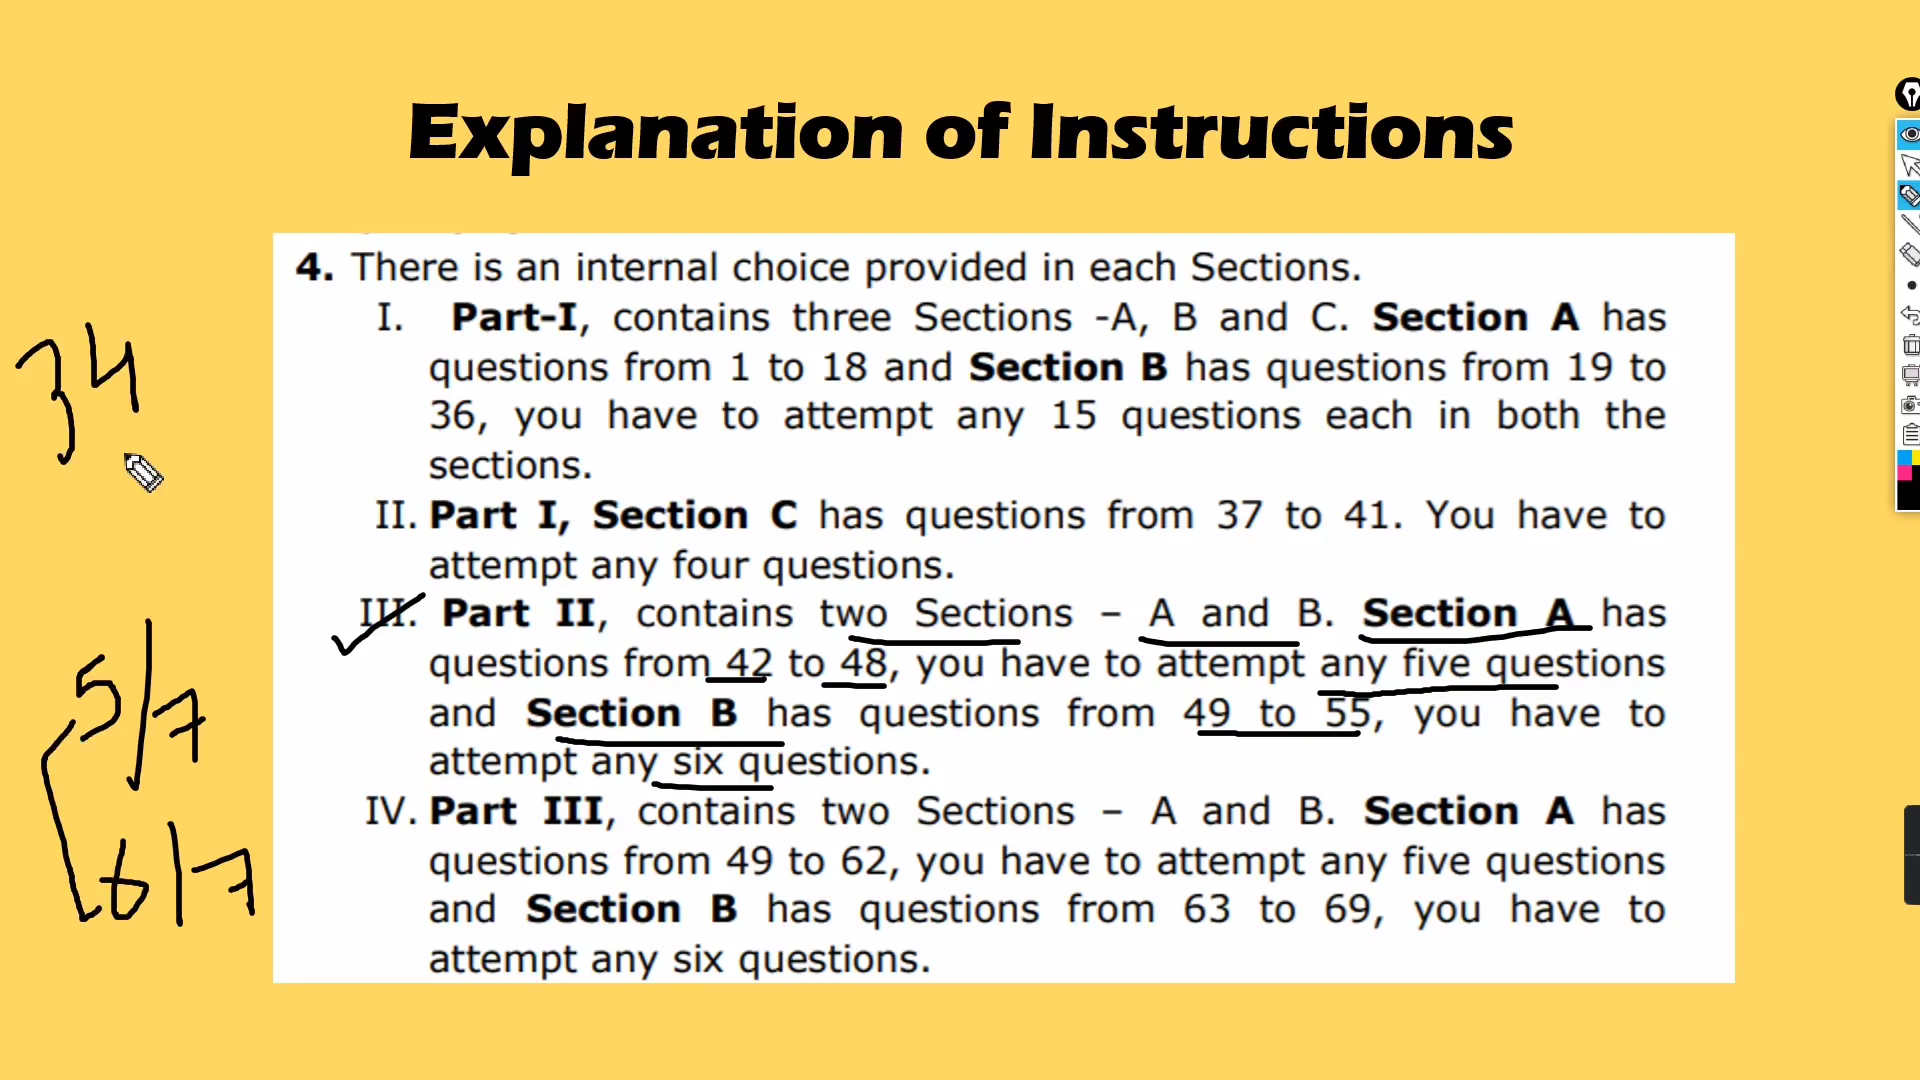 Explanation of Instructions
4. There is an internal choice provided in each Sections.
I. Part-I, contains three Sections -A, B and C. Section A has
questions from 1 to 18 and Section B has questions from 19 to
36, you have to attempt any 15 questions each in both the
sections.
II. Part I, Section C has questions from 37 to 41. You have to
attempt any four questions.
III. Part II, contains two Sections – A and B. Section A has
questions from 42 to 48, you have to attempt any five questions
and Section B has questions from 49 to 55, you have to
attempt any six questions.
IV. Part III, contains two Sections – A and B. Section A has
questions from 49 to 62, you have to attempt any five questions
and Section B has questions from 63 to 69, you have to
attempt any six questions.
34
5/7
6/7